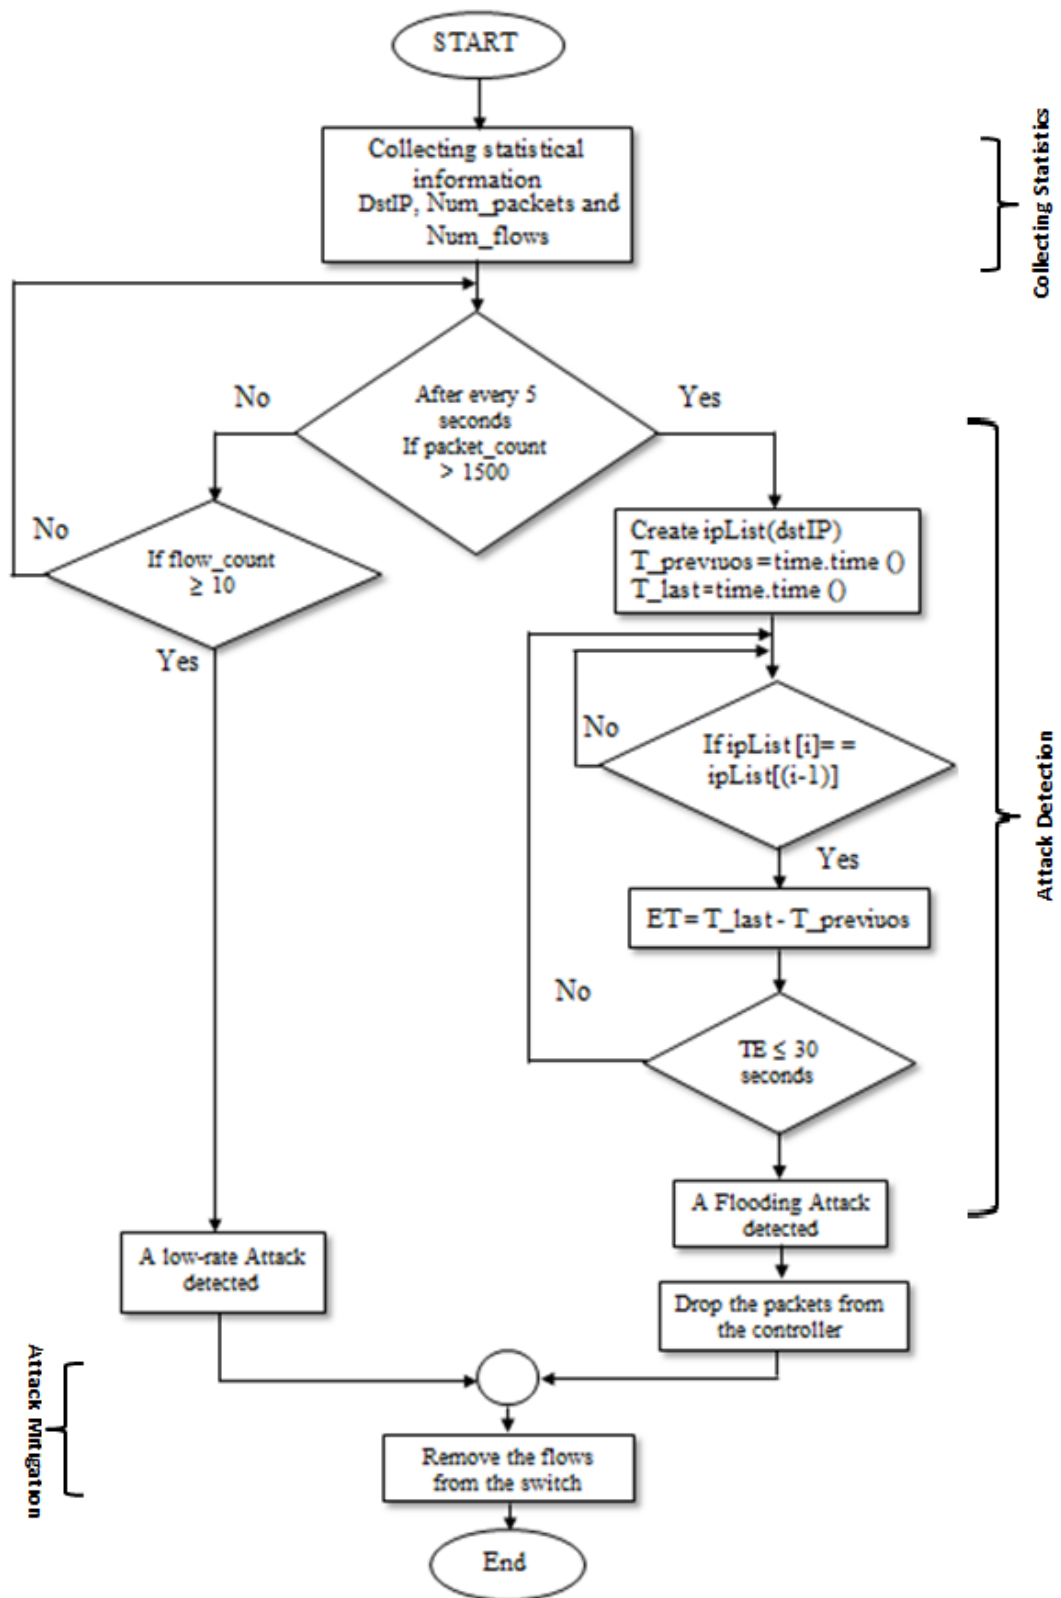 START
Collecting statistical
information
DstIP, Num_packets and
Num_flows
Collecting Statistics
After every 5
seconds
If packet_count
> 1500
No
Yes
No
If flow_count
≥ 10
Yes
Create ipList(dstIP)
T_previuos=time.time ()
T_last=time.time ()
No
If ipList [i]= =
ipList[(i-1)]
Yes
ET= T_last - T_previuos
No
TE ≤ 30
seconds
Attack Detection
A Flooding Attack
detected
A low-rate Attack
detected
Drop the packets from
the controller
Attack Mitigation
Remove the flows
from the switch
End